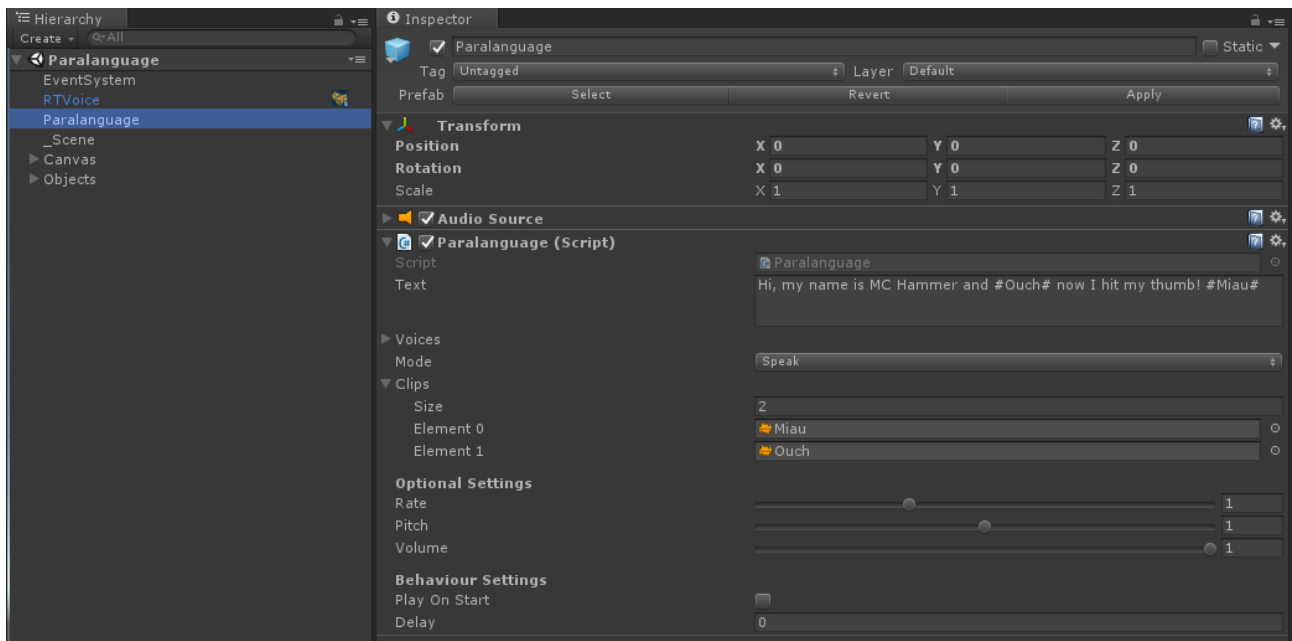 Hierarchy
Create
All
Paralanguage
EventSystem
RTVoice
Paralanguage
_Scene
Canvas
Objects
Inspector
Paralanguage Static
Tag Untagged Layer Default
Prefab Select Revert Apply
Transform
Position X 0 Y 0 Z 0
Rotation X 0 Y 0 Z 0
Scale X 1 Y 1 Z 1
Audio Source
Paralanguage (Script)
Script Paralanguage
Text Hi, my name is MC Hammer and #Ouch# now I hit my thumb! #Miau#
Voices
Mode Speak
Clips
Size 2
Element 0 Miau
Element 1 Ouch
Optional Settings
Rate 1
Pitch 1
Volume 1
Behaviour Settings
Play On Start
Delay 0